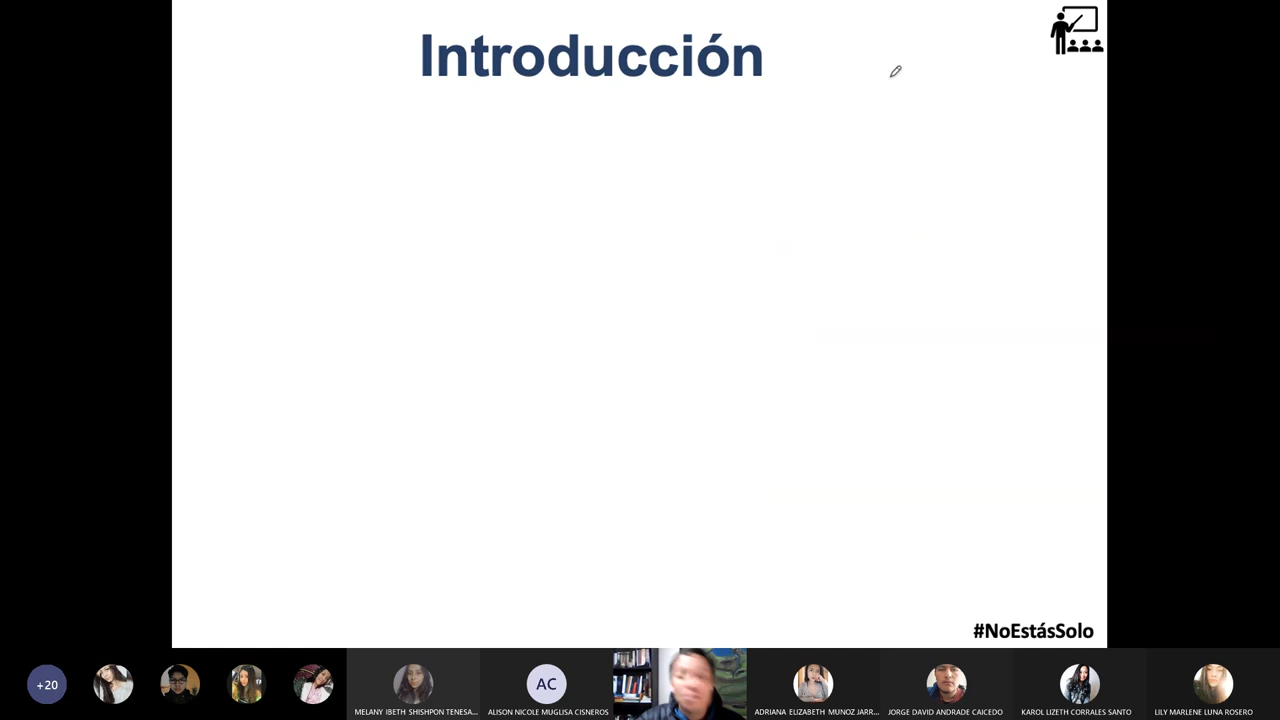 Introducción
#NoEstásSolo
+20
MELANY IBETH SHISHPON TENESA...
AC
ALISON NICOLE MUGLISA CISNEROS
ADRIANA ELIZABETH MUNOZ JARR...
JORGE DAVID ANDRADE CAICEDO
KAROL LIZETH CORRALES SANTO
LILY MARLENE LUNA ROSERO